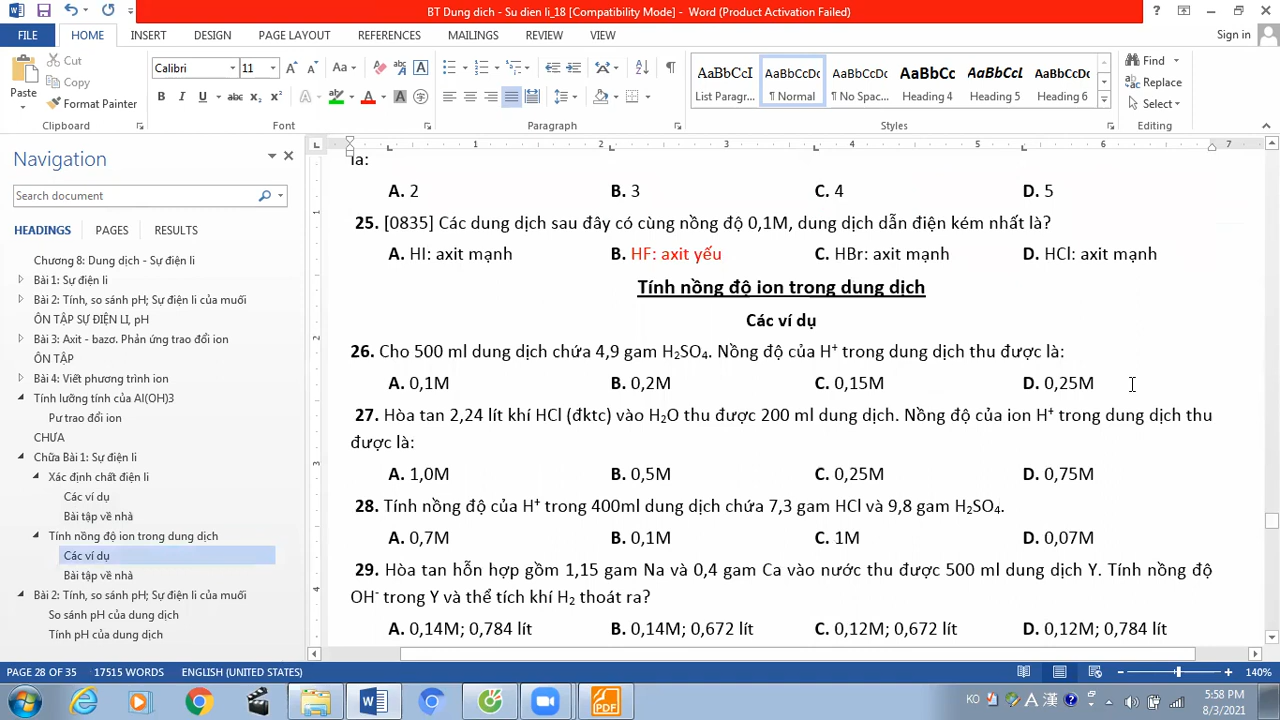 BT Dung dich - Su dien li_18 [Compatibility Mode] - Word (Product Activation Failed)
FILE HOME INSERT DESIGN PAGE LAYOUT REFERENCES MAILINGS REVIEW VIEW Sign in
Paste Cut Copy Format Painter
Calibri 11
AaBbCcI AaBbCcDc AaBbCcDc AaBbCc AaBbCcL AaBbCcDc
List Paragr... ¶ Normal ¶ No Spac... Heading 4 Heading 5 Heading 6
Find
Replace
Select
Clipboard Font Paragraph Styles Editing
Navigation
Search document
HEADINGS PAGES RESULTS
Chương 8: Dung dịch - Sự điện li
Bài 1: Sự điện li
Bài 2: Tính, so sánh pH; Sự điện li của muối
ÔN TẬP SỰ ĐIỆN LI, pH
Bài 3: Axit - bazơ. Phản ứng trao đổi ion
ÔN TẬP
Bài 4: Viết phương trình ion
Tính lưỡng tính của Al(OH)3
Pư trao đổi ion
CHƯA
Chữa Bài 1: Sự điện li
Xác định chất điện li
Các ví dụ
Bài tập về nhà
Tính nồng độ ion trong dung dịch
Các ví dụ
Bài tập về nhà
Bài 2: Tính, so sánh pH; Sự điện li của muối
So sánh pH của dung dịch
Tính pH của dung dịch
1 2 3 4 5 6 7
là:
A. 2 B. 3 C. 4 D. 5
25. [0835] Các dung dịch sau đây có cùng nồng độ 0,1M, dung dịch dẫn điện kém nhất là?
A. HI: axit mạnh B. HF: axit yếu C. HBr: axit mạnh D. HCl: axit mạnh
Tính nồng độ ion trong dung dịch
Các ví dụ
26. Cho 500 ml dung dịch chứa 4,9 gam H₂SO₄. Nồng độ của H⁺ trong dung dịch thu được là:
A. 0,1M B. 0,2M C. 0,15M D. 0,25M
27. Hòa tan 2,24 lít khí HCl (đktc) vào H₂O thu được 200 ml dung dịch. Nồng độ của ion H⁺ trong dung dịch thu
được là:
A. 1,0M B. 0,5M C. 0,25M D. 0,75M
28. Tính nồng độ của H⁺ trong 400ml dung dịch chứa 7,3 gam HCl và 9,8 gam H₂SO₄.
A. 0,7M B. 0,1M C. 1M D. 0,07M
29. Hòa tan hỗn hợp gồm 1,15 gam Na và 0,4 gam Ca vào nước thu được 500 ml dung dịch Y. Tính nồng độ
OH⁻ trong Y và thể tích khí H₂ thoát ra?
A. 0,14M; 0,784 lít B. 0,14M; 0,672 lít C. 0,12M; 0,672 lít D. 0,12M; 0,784 lít
PAGE 28 OF 35 17515 WORDS ENGLISH (UNITED STATES) 140%
KO A 漢 5:58 PM
8/3/2021